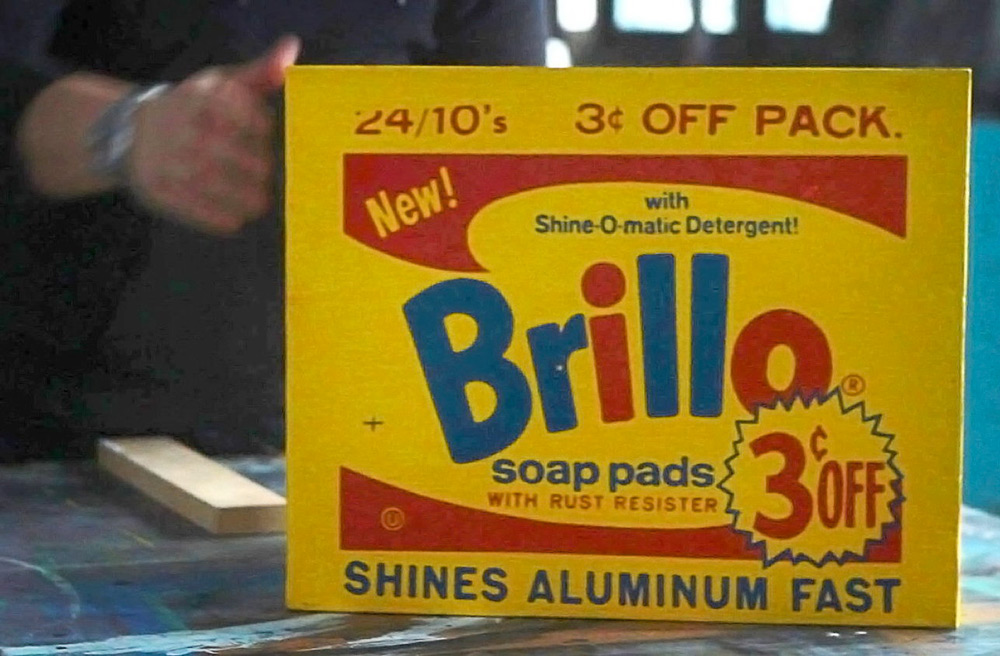 24/10's 3¢ OFF PACK.
New!
with
Shine-O-matic Detergent!
Brillo ®
soap pads
WITH RUST RESISTER
3¢ OFF
U
SHINES ALUMINUM FAST